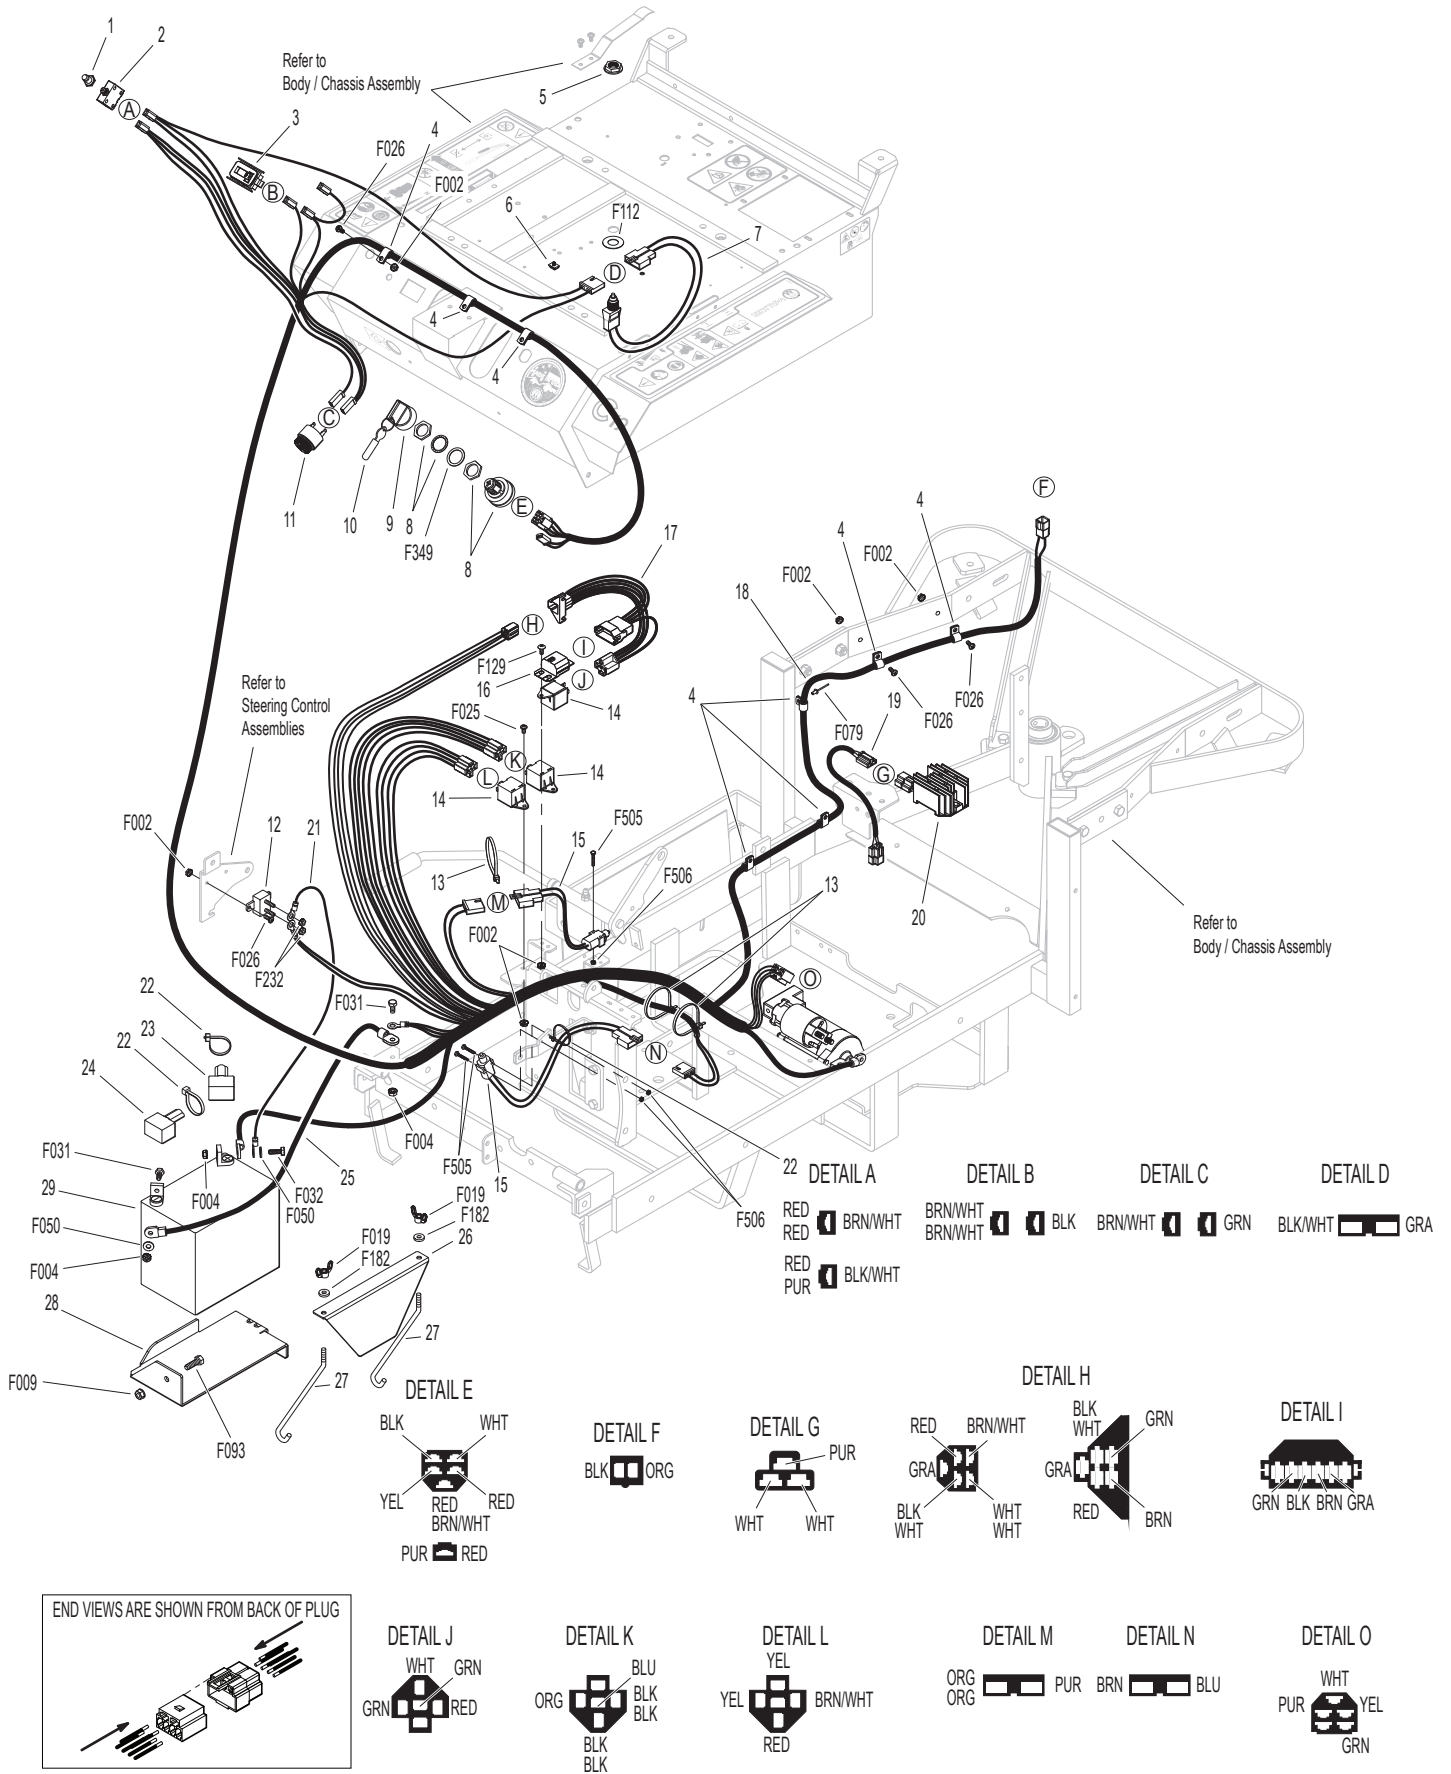 1
2
Refer to
Body / Chassis Assembly
5
A
3
4
F026
F002
B
6
F112
7
D
4
4
C
11
10
9
8
F349
8
E
F
17
4
4
F002
F002
18
H
I
F129
J
16
14
F025
4
F026
F026
F079
19
Refer to
Steering Control
Assemblies
K
L
14
14
G
F002
12
21
F505
15
13
M
F506
13
20
Refer to
Body / Chassis Assembly
F026
F232
F002
22
F031
O
23
22
24
N
F004
F031
29
F004
F032
F050
25
F505
15
22
F506
F050
F004
F019
F182
26
F019
F182
28
27
27
F009
F093
DETAIL A
RED
RED
BRN/WHT
RED
PUR
BLK/WHT
DETAIL B
BRN/WHT
BRN/WHT
BLK
DETAIL C
BRN/WHT
GRN
DETAIL D
BLK/WHT
GRA
DETAIL E
BLK
WHT
YEL
RED
BRN/WHT
RED
PUR
RED
DETAIL F
BLK
ORG
DETAIL G
PUR
WHT
WHT
DETAIL H
RED
BRN/WHT
GRA
BLK
WHT
WHT
WHT
BLK
WHT
GRN
GRA
RED
BRN
DETAIL I
GRN BLK BRN GRA
END VIEWS ARE SHOWN FROM BACK OF PLUG
DETAIL J
WHT
GRN
GRN
RED
DETAIL K
BLU
ORG
BLK
BLK
BLK
BLK
DETAIL L
YEL
YEL
BRN/WHT
RED
DETAIL M
ORG
ORG
PUR
DETAIL N
BRN
BLU
DETAIL O
WHT
PUR
YEL
GRN